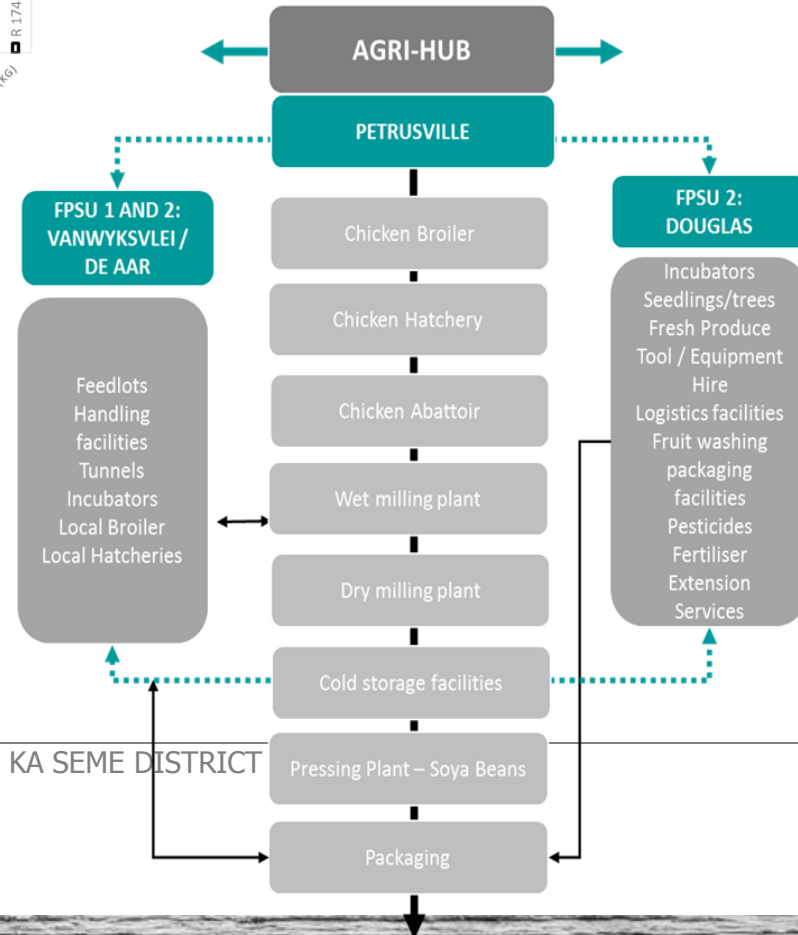 R 174
KG)
AGRI-HUB
PETRUSVILLE
FPSU 1 AND 2:
VANWYKSVLEI /
DE AAR
FPSU 2:
DOUGLAS
Chicken Broiler
Chicken Hatchery
Chicken Abattoir
Wet milling plant
Dry milling plant
Cold storage facilities
Pressing Plant – Soya Beans
Packaging
Feedlots
Handling
facilities
Tunnels
Incubators
Local Broiler
Local Hatcheries
Incubators
Seedlings/trees
Fresh Produce
Tool / Equipment
Hire
Logistics facilities
Fruit washing
packaging
facilities
Pesticides
Fertiliser
Extension
Services
KA SEME DISTRICT